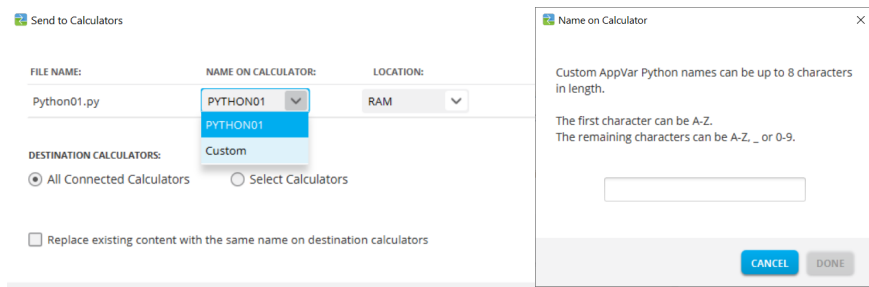 Send to Calculators
FILE NAME: NAME ON CALCULATOR: LOCATION:
Python01.py PYTHON01 RAM
PYTHON01
Custom
DESTINATION CALCULATORS:
All Connected Calculators Select Calculators
Replace existing content with the same name on destination calculators
Name on Calculator
Custom AppVar Python names can be up to 8 characters
in length.
The first character can be A-Z.
The remaining characters can be A-Z, _ or 0-9.
CANCEL DONE